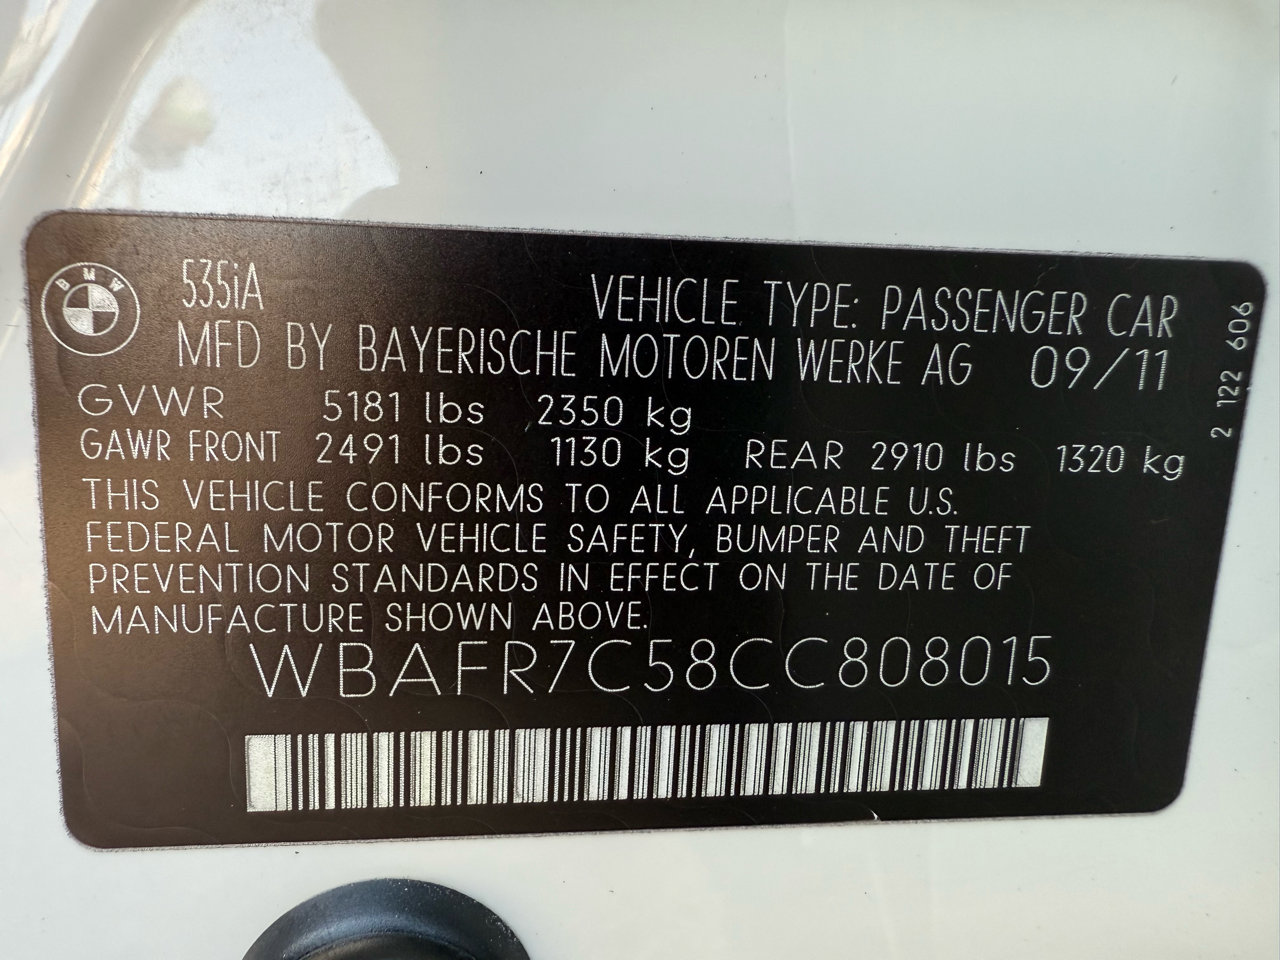 BMW
535iA
VEHICLE TYPE: PASSENGER CAR
MFD BY BAYERISCHE MOTOREN WERKE AG 09/11
GVWR 5181 lbs 2350 kg
GAWR FRONT 2491 lbs 1130 kg REAR 2910 lbs 1320 kg
THIS VEHICLE CONFORMS TO ALL APPLICABLE U.S.
FEDERAL MOTOR VEHICLE SAFETY, BUMPER AND THEFT
PREVENTION STANDARDS IN EFFECT ON THE DATE OF
MANUFACTURE SHOWN ABOVE.
WBAFR7C58CC808015
2 122 606